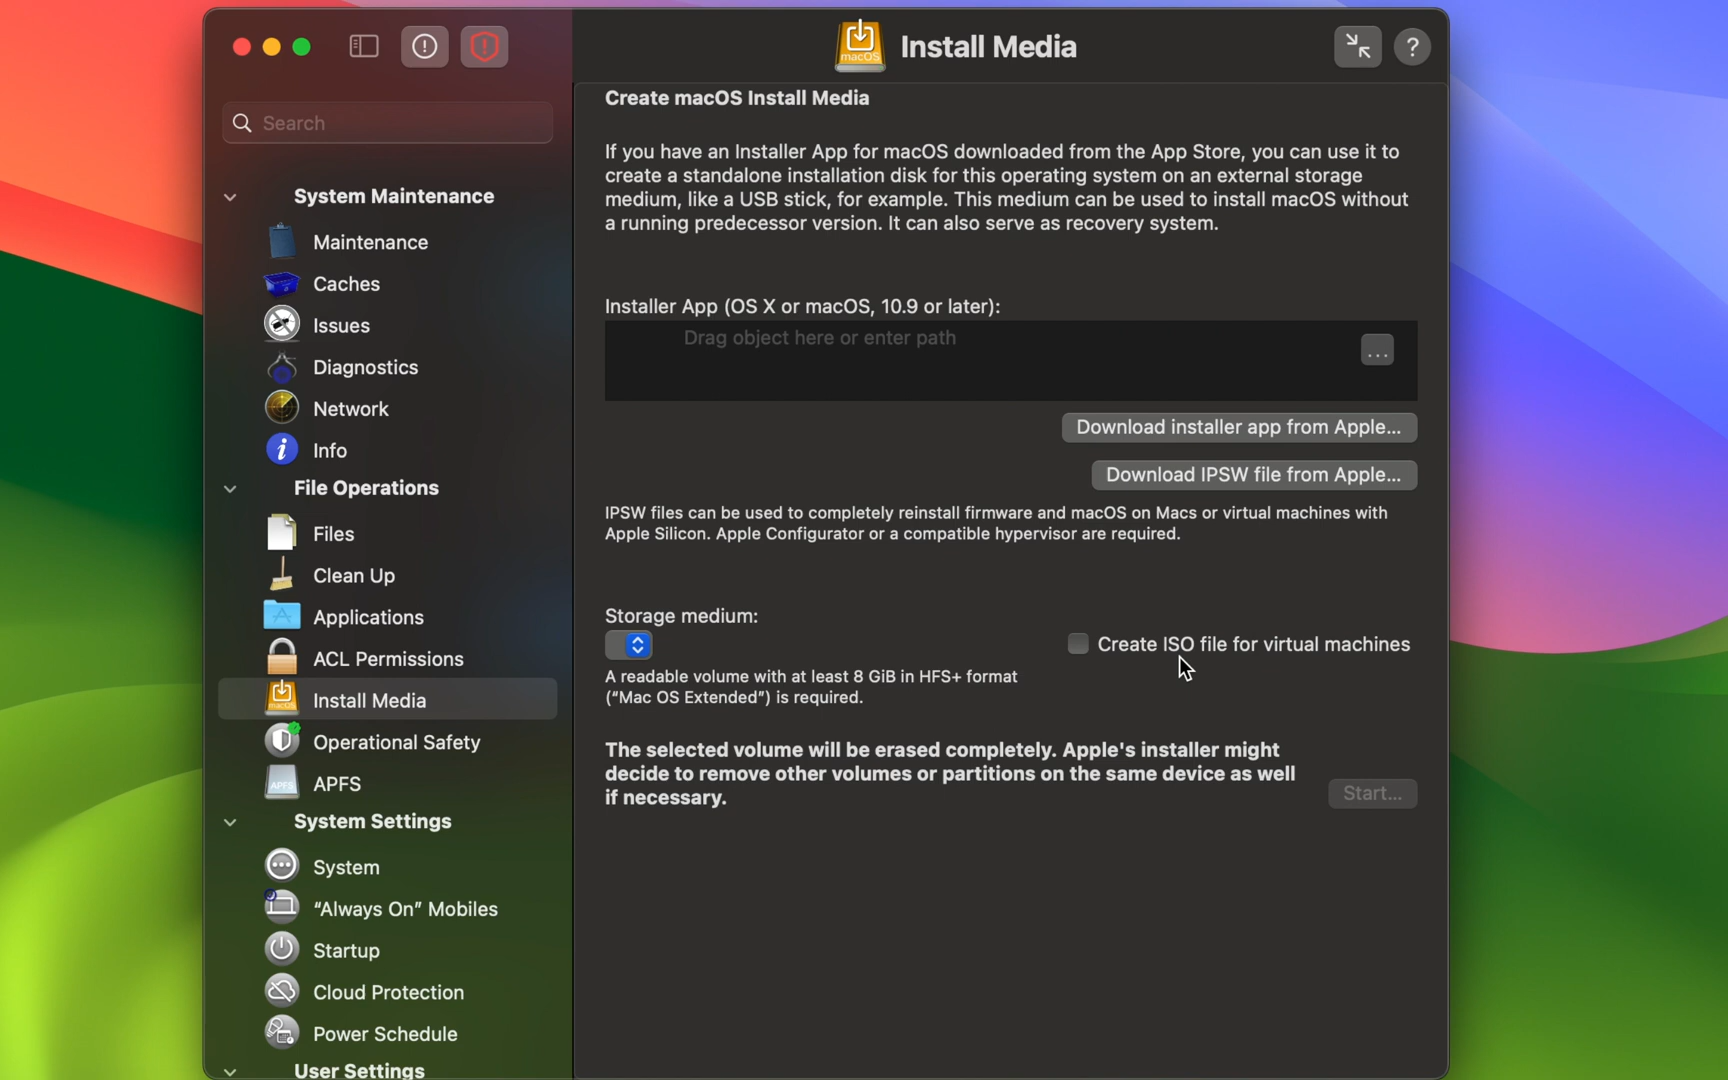 macOS
Install Media
?
Search
System Maintenance
Maintenance
Caches
Issues
Diagnostics
Network
Info
File Operations
Files
Clean Up
Applications
ACL Permissions
macOS
Install Media
Operational Safety
APFS
APFS
System Settings
System
“Always On” Mobiles
Startup
Cloud Protection
Power Schedule
User Settings
Create macOS Install Media
If you have an Installer App for macOS downloaded from the App Store, you can use it to
create a standalone installation disk for this operating system on an external storage
medium, like a USB stick, for example. This medium can be used to install macOS without
a running predecessor version. It can also serve as recovery system.
Installer App (OS X or macOS, 10.9 or later):
Drag object here or enter path
...
Download installer app from Apple...
Download IPSW file from Apple...
IPSW files can be used to completely reinstall firmware and macOS on Macs or virtual machines with
Apple Silicon. Apple Configurator or a compatible hypervisor are required.
Storage medium:
Create ISO file for virtual machines
A readable volume with at least 8 GiB in HFS+ format
(“Mac OS Extended”) is required.
The selected volume will be erased completely. Apple's installer might
decide to remove other volumes or partitions on the same device as well
if necessary.
Start...